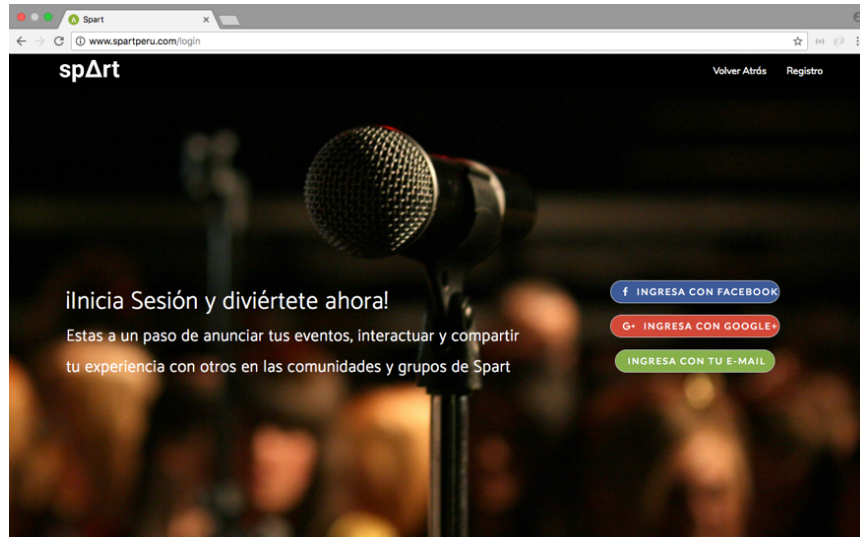 Spart
www.spartperu.com/login
spΔrt
Volver Atrás Registro
¡Inicia Sesión y diviértete ahora!
Estas a un paso de anunciar tus eventos, interactuar y compartir
tu experiencia con otros en las comunidades y grupos de Spart
f INGRESA CON FACEBOOK
G+ INGRESA CON GOOGLE+
INGRESA CON TU E-MAIL